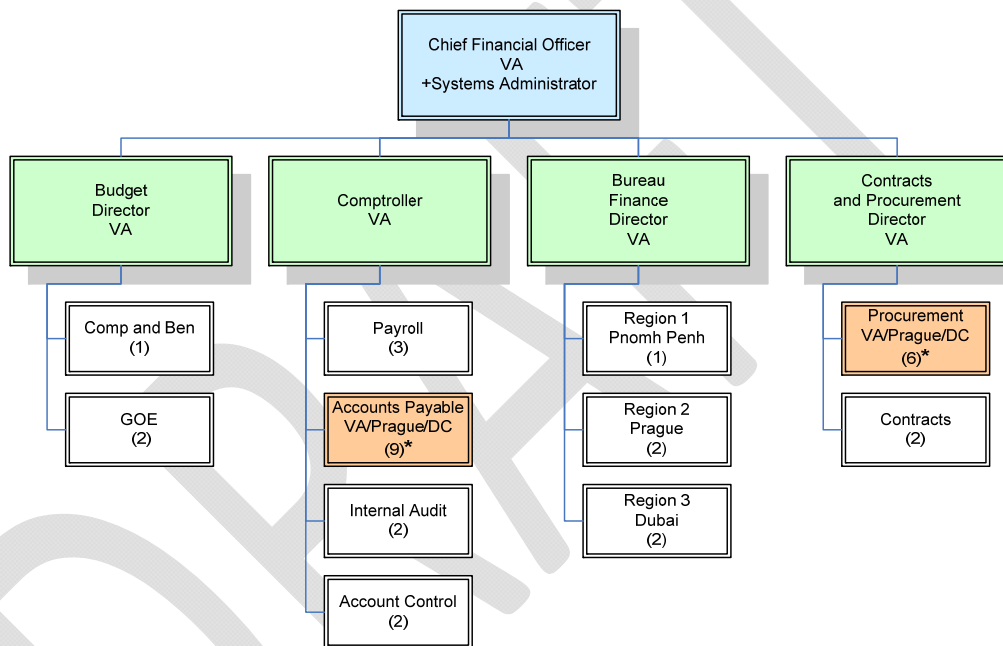 Chief Financial Officer
VA
+Systems Administrator
Budget
Director
VA
Comptroller
VA
Bureau
Finance
Director
VA
Contracts
and Procurement
Director
VA
Comp and Ben
(1)
GOE
(2)
Payroll
(3)
Accounts Payable
VA/Prague/DC
(9)*
Internal Audit
(2)
Account Control
(2)
Region 1
Pnomh Penh
(1)
Region 2
Prague
(2)
Region 3
Dubai
(2)
Procurement
VA/Prague/DC
(6)*
Contracts
(2)
DRAFT